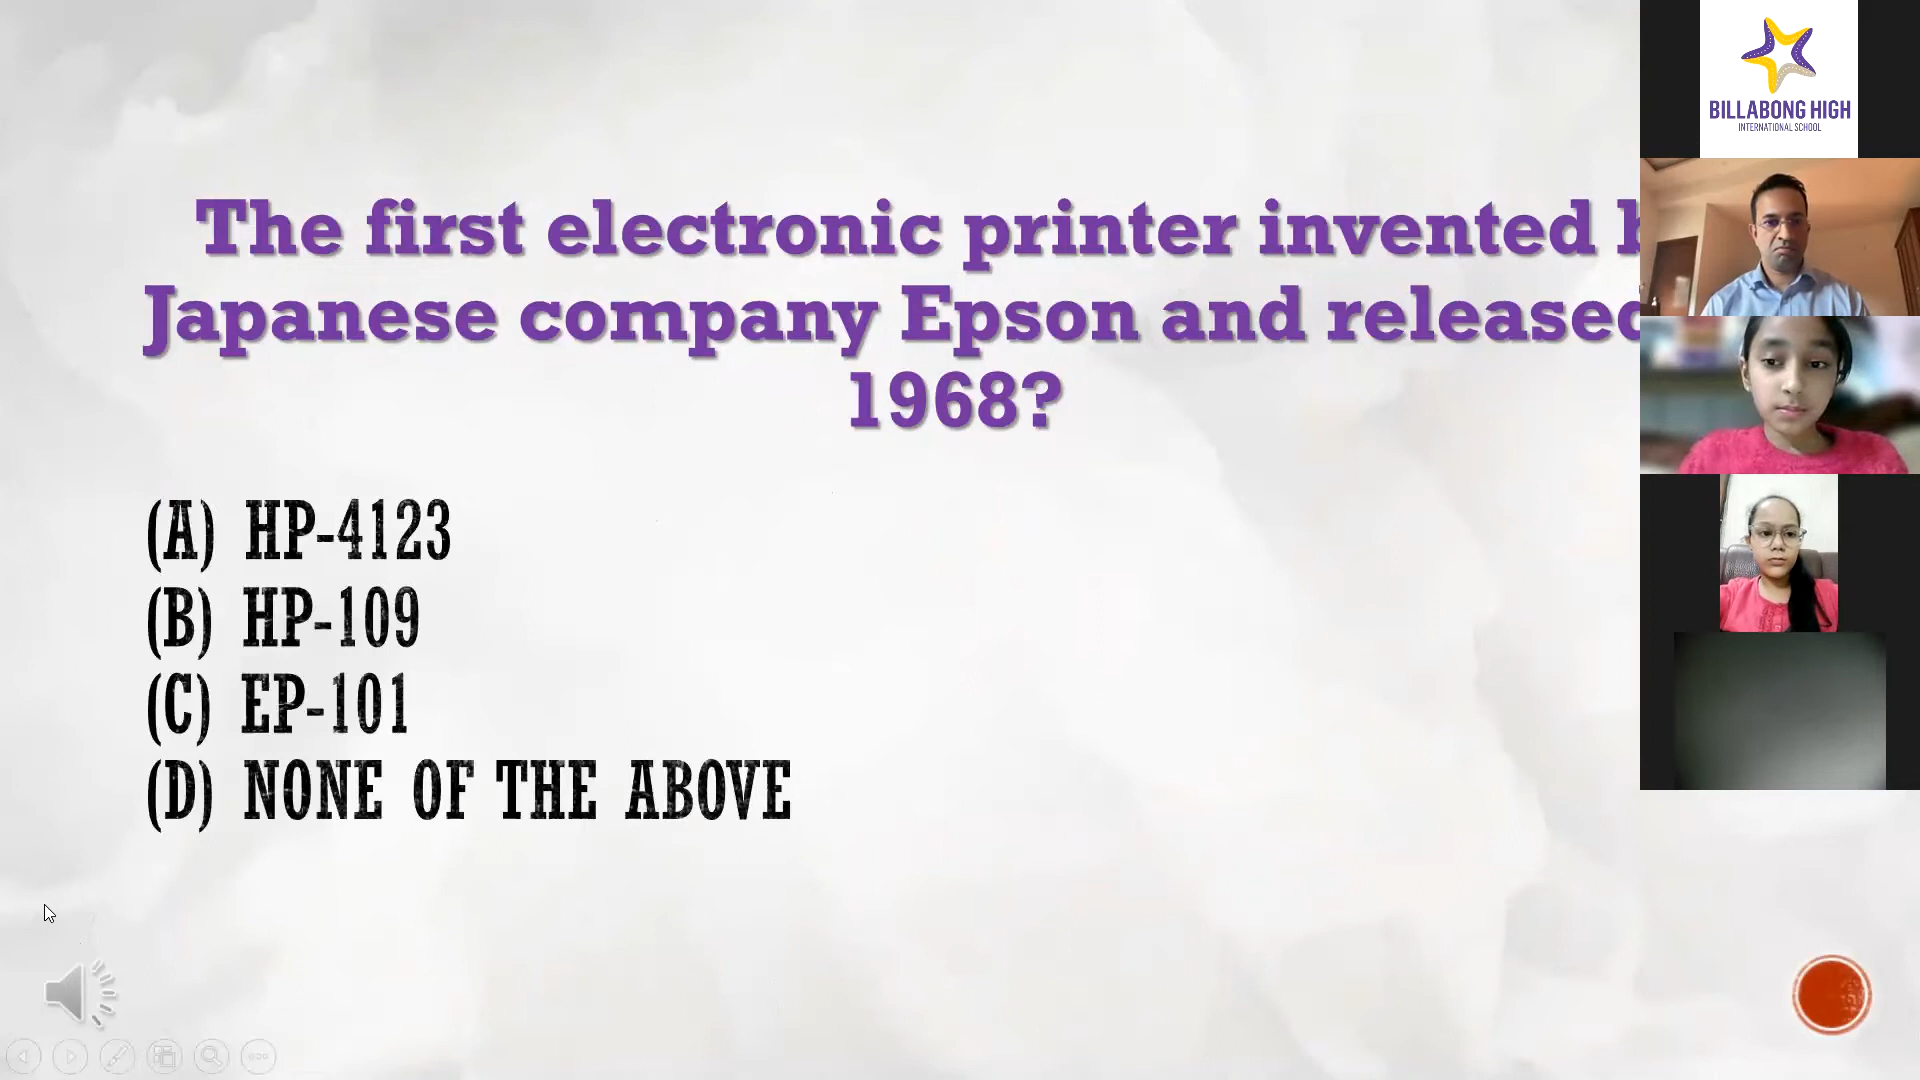 The first electronic printer invented
Japanese company Epson and released
1968?
(A) HP-4123
(B) HP-109
(C) EP-101
(D) NONE OF THE ABOVE
BILLABONG HIGH
INTERNATIONAL SCHOOL